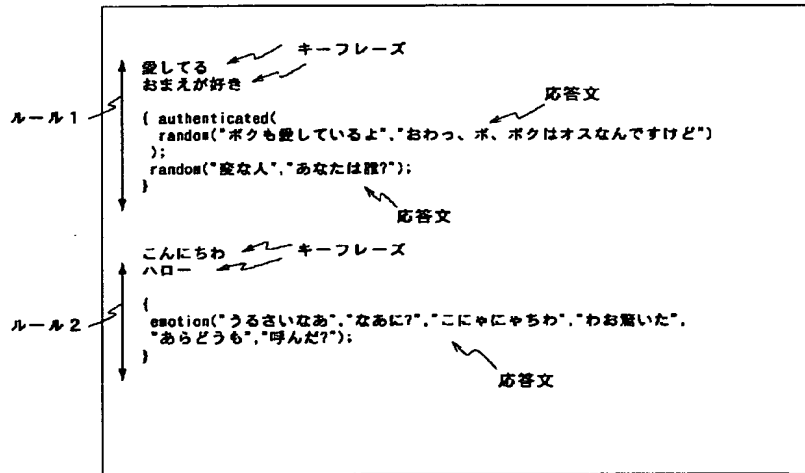 キーフレーズ
愛してる
おまえが好き
応答文
ルール1
{ authenticated(
random("ボクも愛しているよ","おわっ、ボ、ボクはオスなんですけど")
);
random("変な人","あなたは誰?");
}
応答文
こんにちわ
キーフレーズ
ハロー
{
ルール2
emotion("うるさいなあ","なあに?","こにゃにゃちわ","わお驚いた",
"あらどうも","呼んだ?");
}
応答文